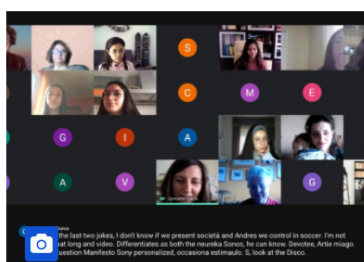 S
C
M
E
G
I
A
A
V
G
the last two jokes, I don't know if we present società and Andres we control in soccer. I'm not
at long and video. Differentiates as both the neureka Sonos, he can know. Devotee, Artie miago.
uestion Manifesto Sony personalized, occasiona estimaulo. S, look at the Disco.